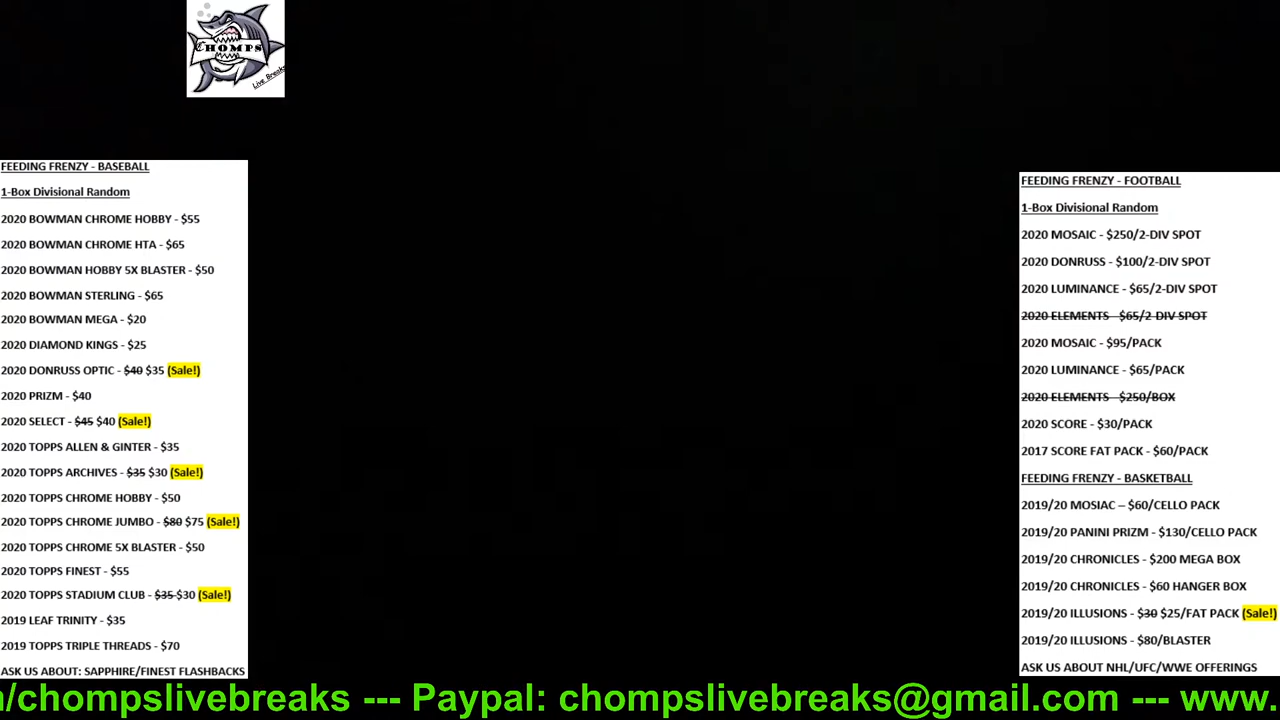 CHOMPS
Live Breaks
FEEDING FRENZY - BASEBALL
1-Box Divisional Random
2020 BOWMAN CHROME HOBBY - $55
2020 BOWMAN CHROME HTA - $65
2020 BOWMAN HOBBY 5X BLASTER - $50
2020 BOWMAN STERLING - $65
2020 BOWMAN MEGA - $20
2020 DIAMOND KINGS - $25
2020 DONRUSS OPTIC - $40 $35 (Sale!)
2020 PRIZM - $40
2020 SELECT - $45 $40 (Sale!)
2020 TOPPS ALLEN & GINTER - $35
2020 TOPPS ARCHIVES - $35 $30 (Sale!)
2020 TOPPS CHROME HOBBY - $50
2020 TOPPS CHROME JUMBO - $80 $75 (Sale!)
2020 TOPPS CHROME 5X BLASTER - $50
2020 TOPPS FINEST - $55
2020 TOPPS STADIUM CLUB - $35 $30 (Sale!)
2019 LEAF TRINITY - $35
2019 TOPPS TRIPLE THREADS - $70
ASK US ABOUT: SAPPHIRE/FINEST FLASHBACKS
FEEDING FRENZY - FOOTBALL
1-Box Divisional Random
2020 MOSAIC - $250/2-DIV SPOT
2020 DONRUSS - $100/2-DIV SPOT
2020 LUMINANCE - $65/2-DIV SPOT
2020 ELEMENTS - $65/2-DIV SPOT
2020 MOSAIC - $95/PACK
2020 LUMINANCE - $65/PACK
2020 ELEMENTS - $250/BOX
2020 SCORE - $30/PACK
2017 SCORE FAT PACK - $60/PACK
FEEDING FRENZY - BASKETBALL
2019/20 MOSIAC – $60/CELLO PACK
2019/20 PANINI PRIZM - $130/CELLO PACK
2019/20 CHRONICLES - $200 MEGA BOX
2019/20 CHRONICLES - $60 HANGER BOX
2019/20 ILLUSIONS - $30 $25/FAT PACK (Sale!)
2019/20 ILLUSIONS - $80/BLASTER
ASK US ABOUT NHL/UFC/WWE OFFERINGS
/chompslivebreaks --- Paypal: chompslivebreaks@gmail.com --- www.